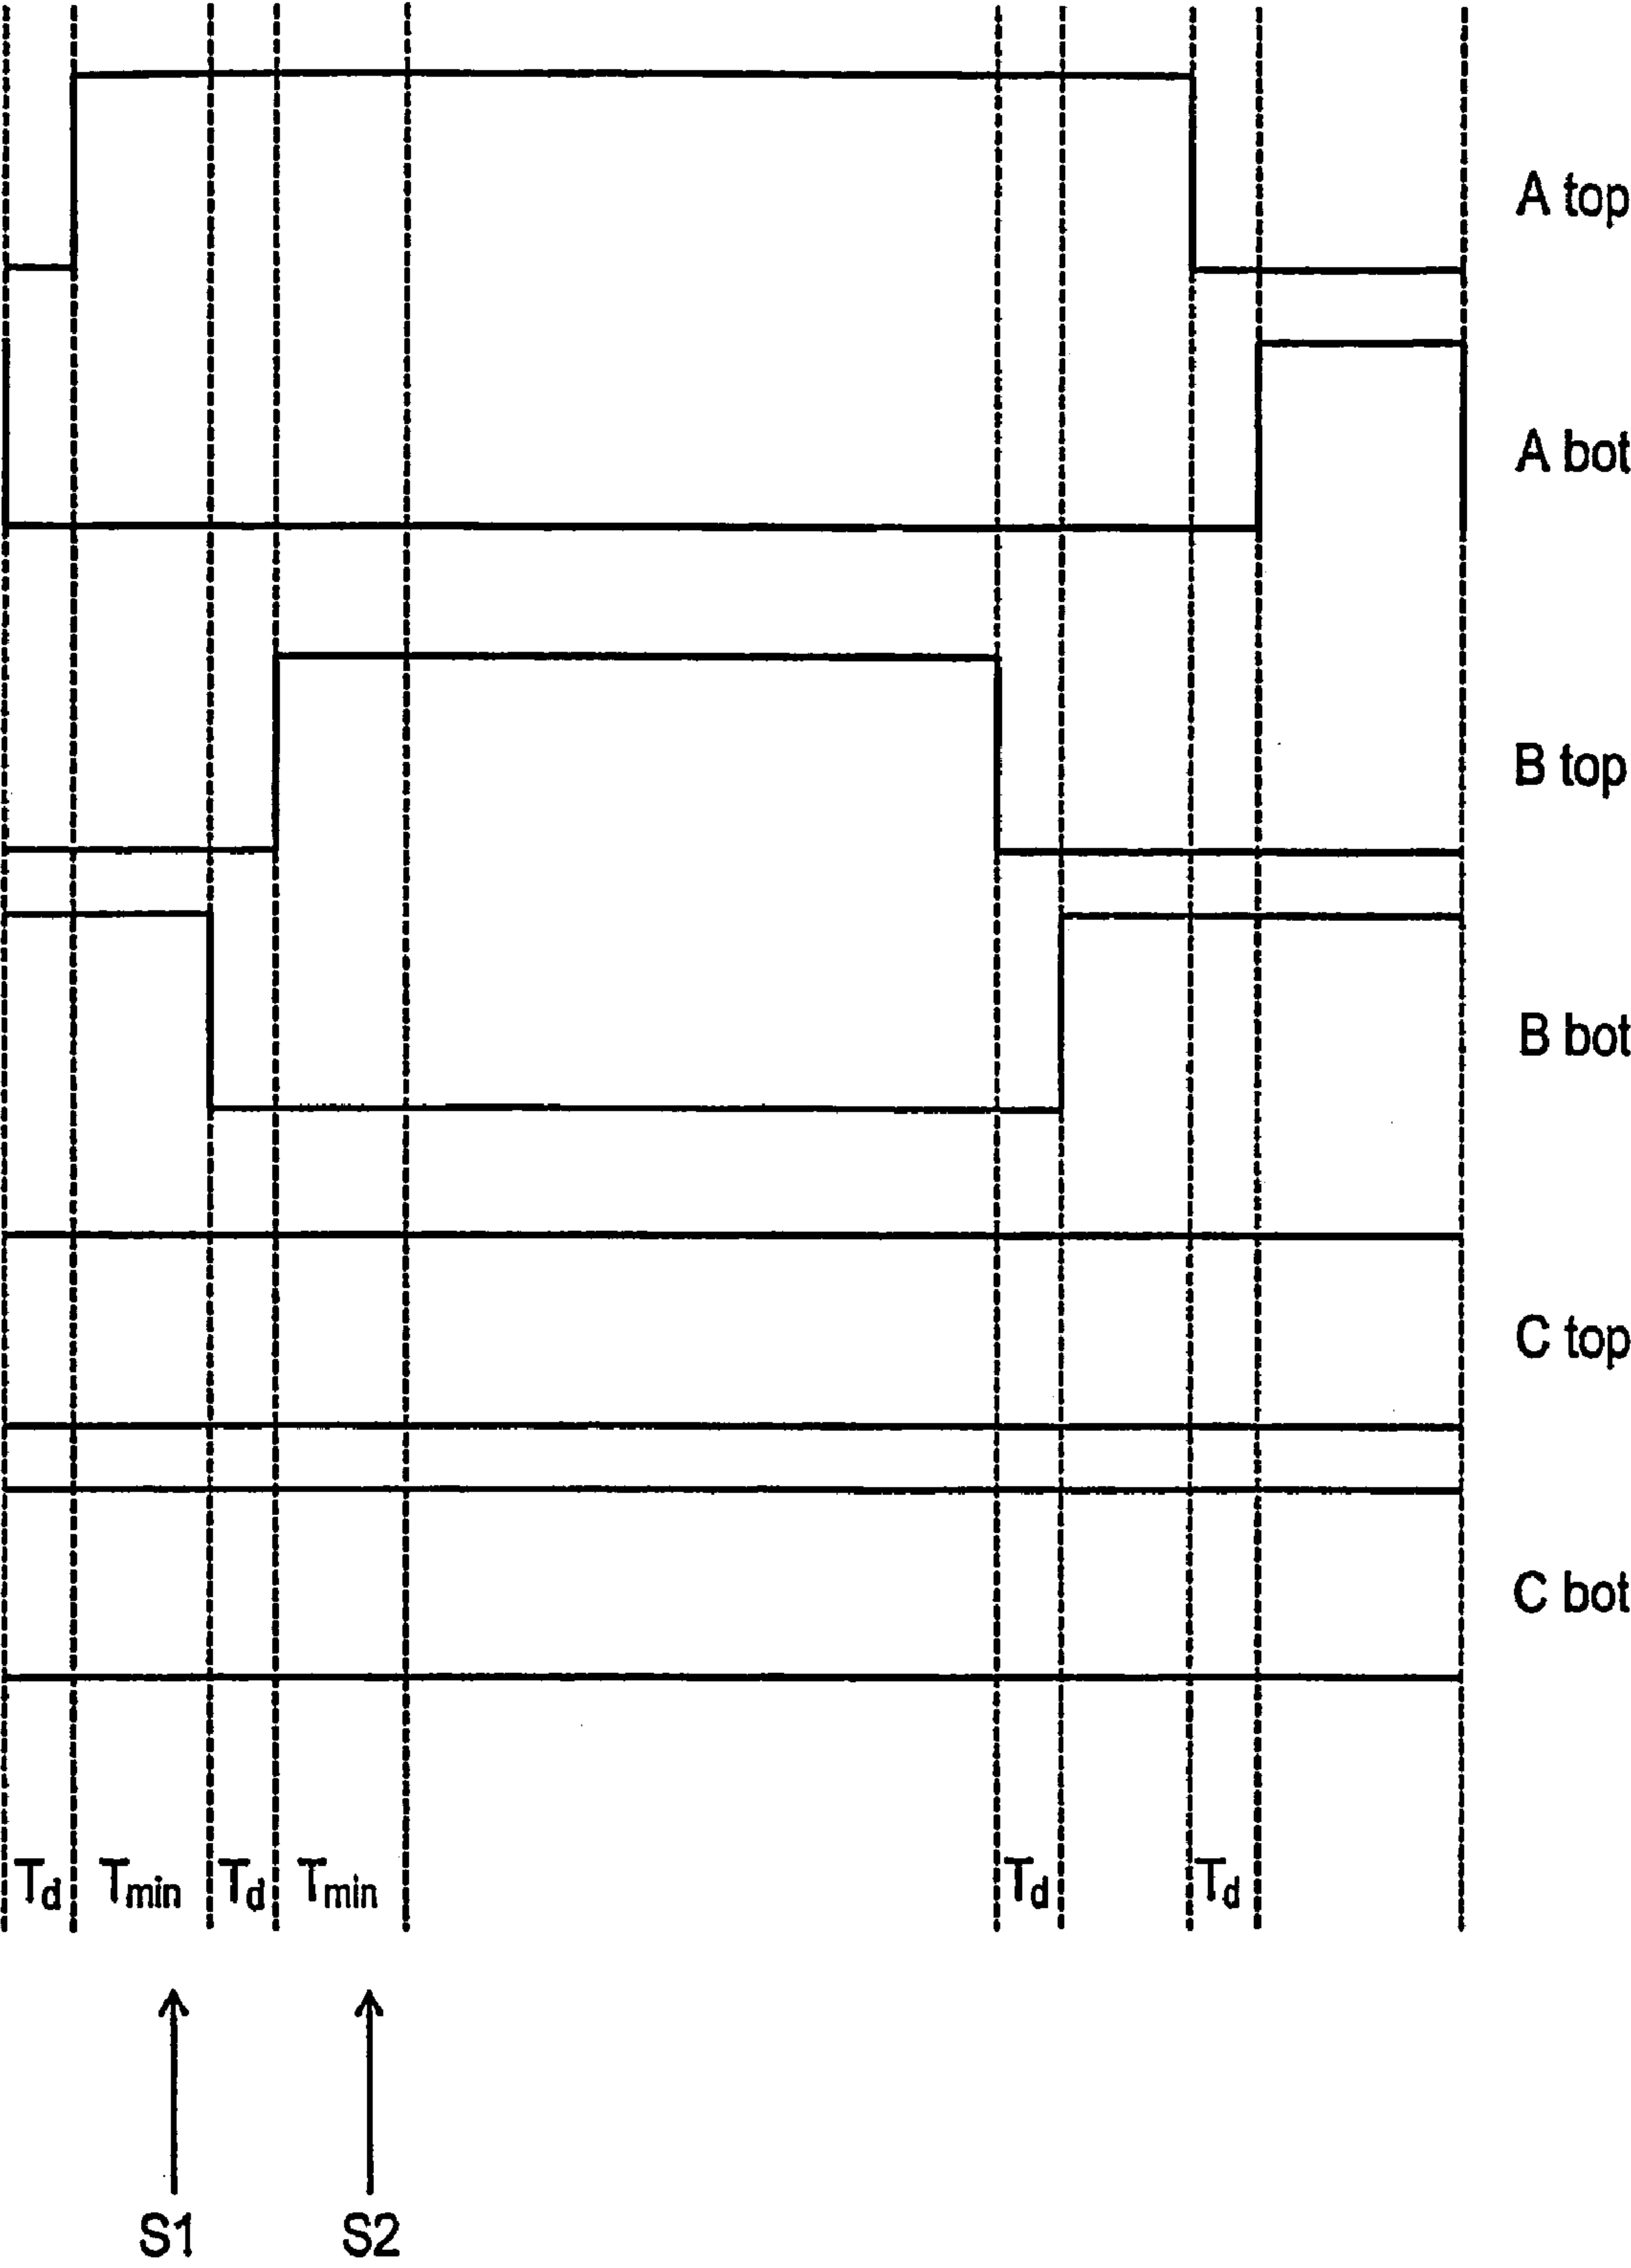 A top
A bot
B top
B bot
C top
C bot
Td Tmin Td Tmin Td Td
S1 S2